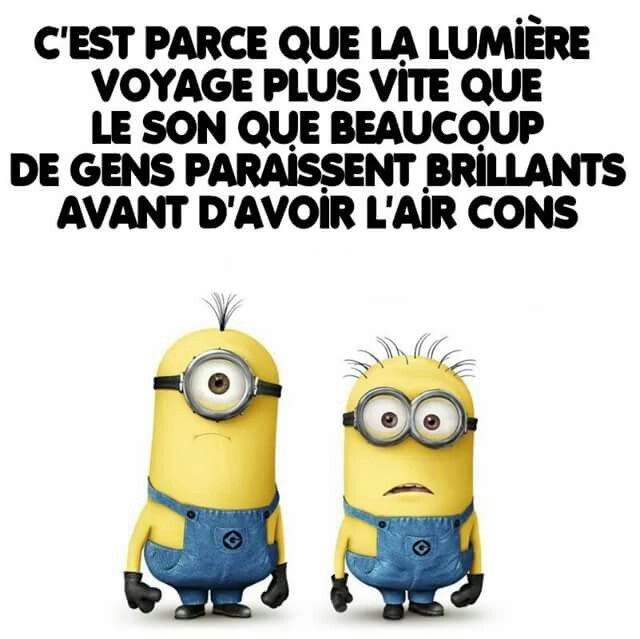 C'EST PARCE QUE LA LUMIÈRE
VOYAGE PLUS VITE QUE
LE SON QUE BEAUCOUP
DE GENS PARAISSENT BRILLANTS
AVANT D'AVOIR L'AIR CONS